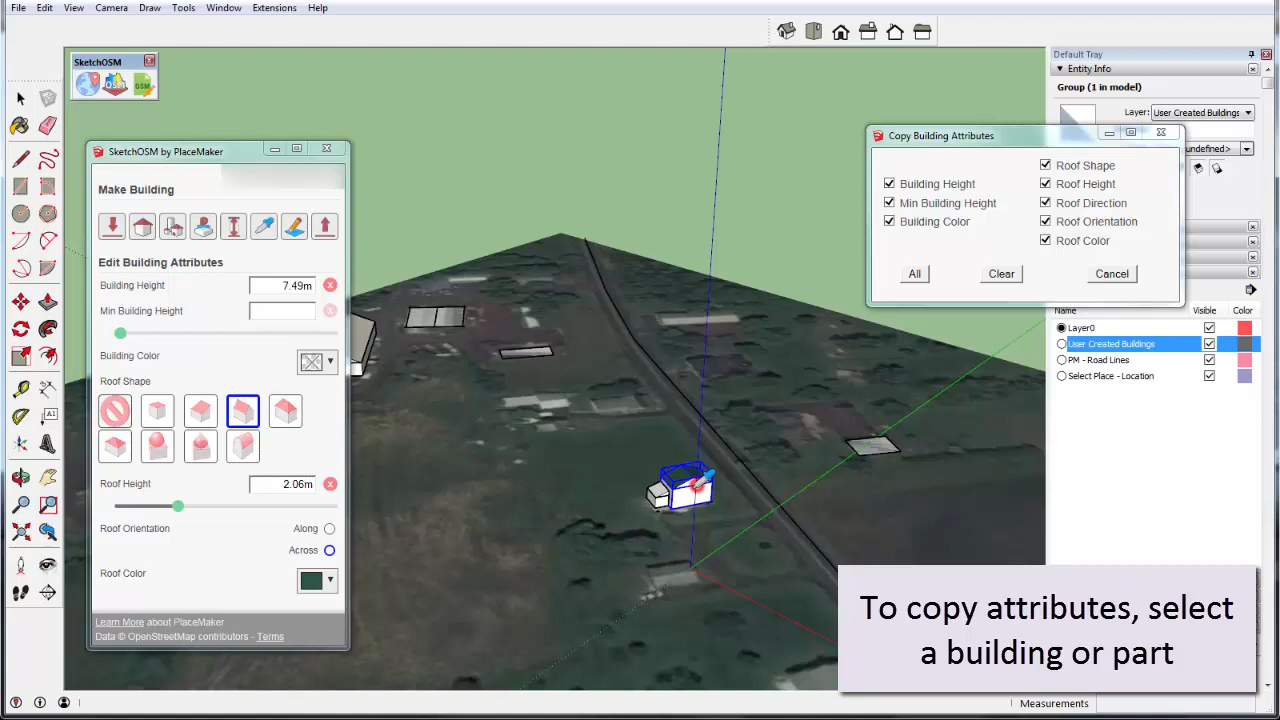 File Edit View Camera Draw Tools Window Extensions Help
SketchOSM
OSM
Default Tray
Entity Info
Group (1 in model)
Layer: User Created Buildings
undefined>
SketchOSM by PlaceMaker
Make Building
Edit Building Attributes
Building Height 7.49m
Min Building Height
Building Color
Roof Shape
Roof Height 2.06m
Roof Orientation Along
Across
Roof Color
Learn More about PlaceMaker
Data © OpenStreetMap contributors - Terms
A1
Copy Building Attributes
Roof Shape
Building Height Roof Height
Min Building Height Roof Direction
Building Color Roof Orientation
Roof Color
All Clear Cancel
Name Visible Color
Layer0
User Created Buildings
PM - Road Lines
Select Place - Location
To copy attributes, select
a building or part
Measurements